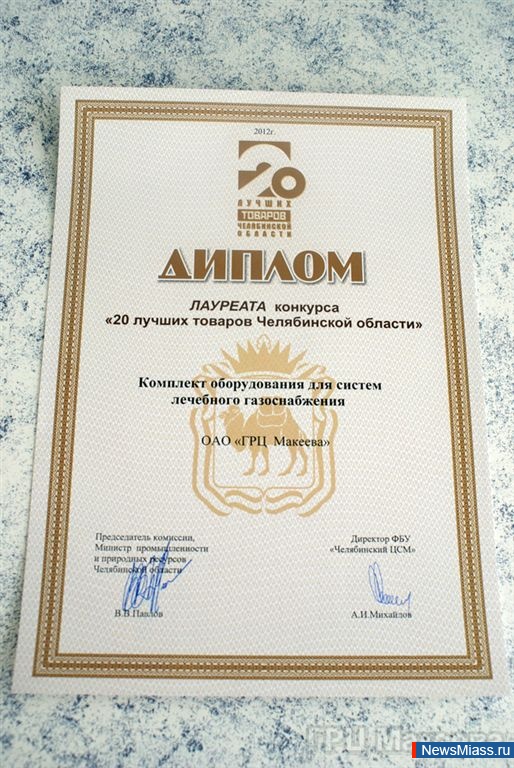 2012г.
20
ЛУЧШИХ
ТОВАРОВ
ЧЕЛЯБИНСКОЙ
ОБЛАСТИ
ДИПЛОМ
ЛАУРЕАТА конкурса
«20 лучших товаров Челябинской области»
Комплект оборудования для систем
лечебного газоснабжения
ОАО «ГРЦ Макеева»
Председатель комиссии,
Министр промышленности
и природных ресурсов
Челябинской области
В.В.Павлов
Директор ФБУ
«Челябинский ЦСМ»
А.И.Михайлов
ГРЦ Макеева
NewsMiass.ru